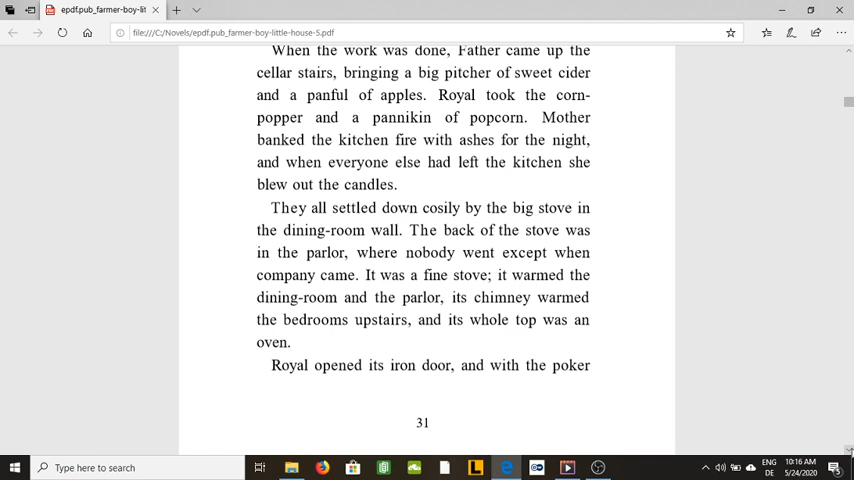 epdf.pub_farmer-boy-lit
file:///C:/Novels/epdf.pub_farmer-boy-little-house-5.pdf
When the work was done, Father came up the
cellar stairs, bringing a big pitcher of sweet cider
and a panful of apples. Royal took the corn-
popper and a pannikin of popcorn. Mother
banked the kitchen fire with ashes for the night,
and when everyone else had left the kitchen she
blew out the candles.
They all settled down cosily by the big stove in
the dining-room wall. The back of the stove was
in the parlor, where nobody went except when
company came. It was a fine stove; it warmed the
dining-room and the parlor, its chimney warmed
the bedrooms upstairs, and its whole top was an
oven.
Royal opened its iron door, and with the poker
31
Type here to search
ENG
DE
10:16 AM
5/24/2020